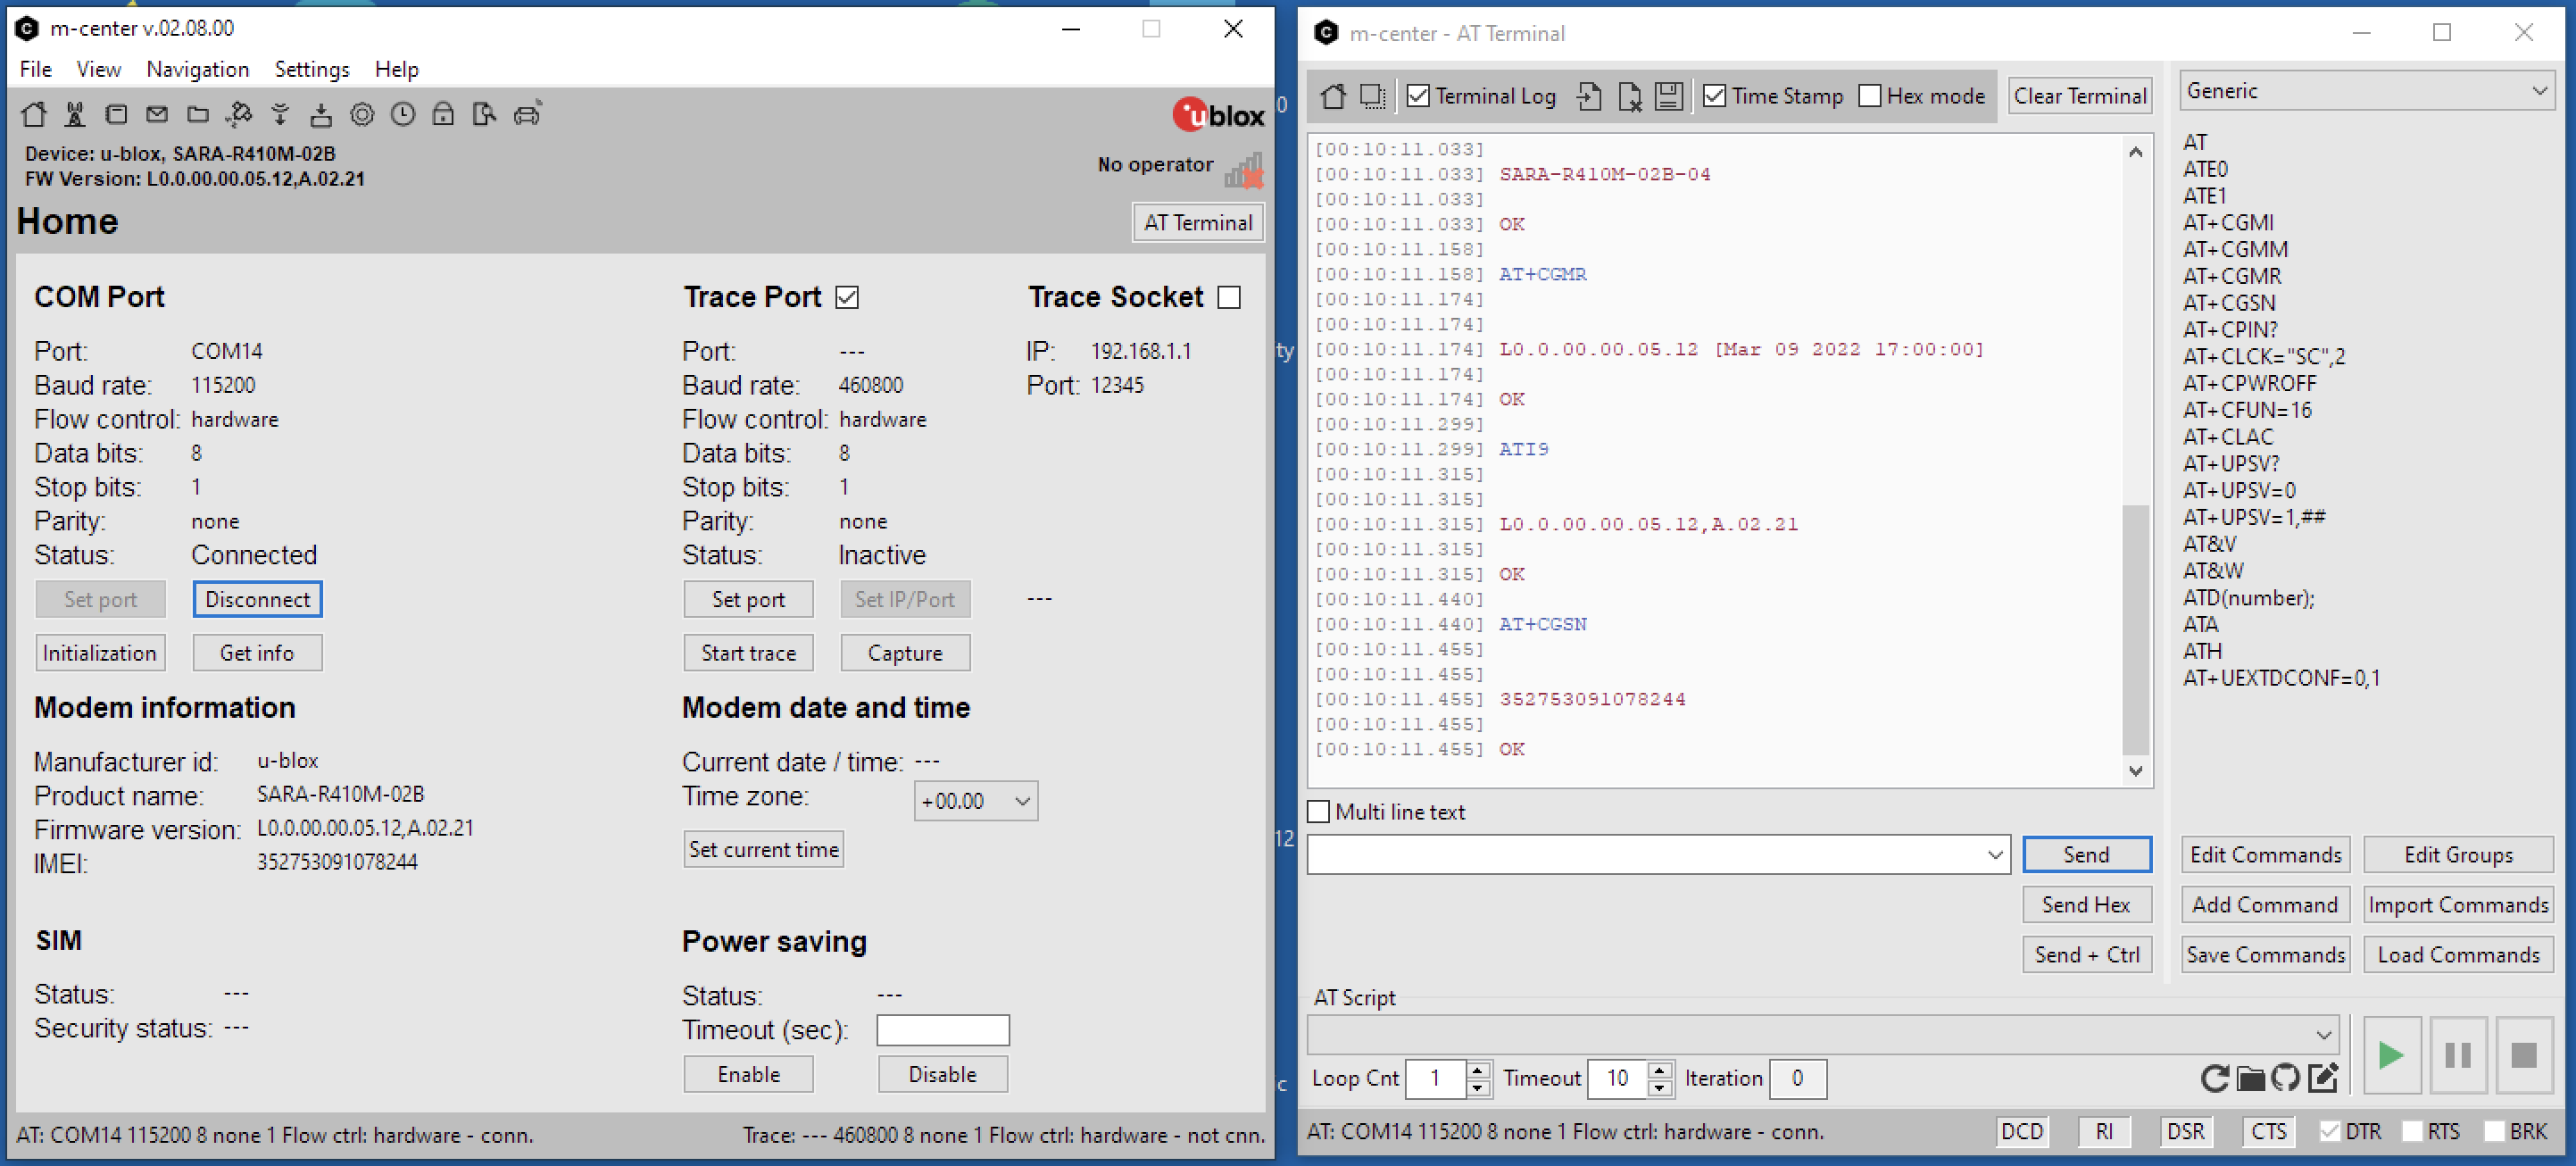 m-center v.02.08.00
File View Navigation Settings Help
ublox
Device: u-blox, SARA-R410M-02B
FW Version: L0.0.00.00.05.12,A.02.21
No operator
Home
AT Terminal
COM Port
Port: COM14
Baud rate: 115200
Flow control: hardware
Data bits: 8
Stop bits: 1
Parity: none
Status: Connected
Set port Disconnect
Initialization Get info
Trace Port
Port: ---
Baud rate: 460800
Flow control: hardware
Data bits: 8
Stop bits: 1
Parity: none
Status: Inactive
Set port Set IP/Port
Start trace Capture
Trace Socket
IP: 192.168.1.1
Port: 12345
---
Modem information
Manufacturer id: u-blox
Product name: SARA-R410M-02B
Firmware version: L0.0.00.00.05.12,A.02.21
IMEI: 352753091078244
Modem date and time
Current date / time: ---
Time zone: +00.00
Set current time
SIM
Status: ---
Security status: ---
Power saving
Status: ---
Timeout (sec):
Enable Disable
AT: COM14 115200 8 none 1 Flow ctrl: hardware - conn.
Trace: --- 460800 8 none 1 Flow ctrl: hardware - not cnn.
0
ty
12
c
m-center - AT Terminal
Terminal Log Time Stamp Hex mode Clear Terminal
[00:10:11.033]
[00:10:11.033] SARA-R410M-02B-04
[00:10:11.033]
[00:10:11.033] OK
[00:10:11.158]
[00:10:11.158] AT+CGMR
[00:10:11.174]
[00:10:11.174]
[00:10:11.174] L0.0.00.00.05.12 [Mar 09 2022 17:00:00]
[00:10:11.174]
[00:10:11.174] OK
[00:10:11.299]
[00:10:11.299] ATI9
[00:10:11.315]
[00:10:11.315]
[00:10:11.315] L0.0.00.00.05.12,A.02.21
[00:10:11.315]
[00:10:11.315] OK
[00:10:11.440]
[00:10:11.440] AT+CGSN
[00:10:11.455]
[00:10:11.455]
[00:10:11.455] 352753091078244
[00:10:11.455]
[00:10:11.455] OK
Multi line text
Send
Send Hex
Send + Ctrl
Generic
AT
ATE0
ATE1
AT+CGMI
AT+CGMM
AT+CGMR
AT+CGSN
AT+CPIN?
AT+CLCK="SC",2
AT+CPWROFF
AT+CFUN=16
AT+CLAC
AT+UPSV?
AT+UPSV=0
AT+UPSV=1,##
AT&V
AT&W
ATD(number);
ATA
ATH
AT+UEXTDCONF=0,1
Edit Commands Edit Groups
Add Command Import Commands
Save Commands Load Commands
AT Script
Loop Cnt 1 Timeout 10 Iteration 0
AT: COM14 115200 8 none 1 Flow ctrl: hardware - conn.
DCD RI DSR CTS DTR RTS BRK